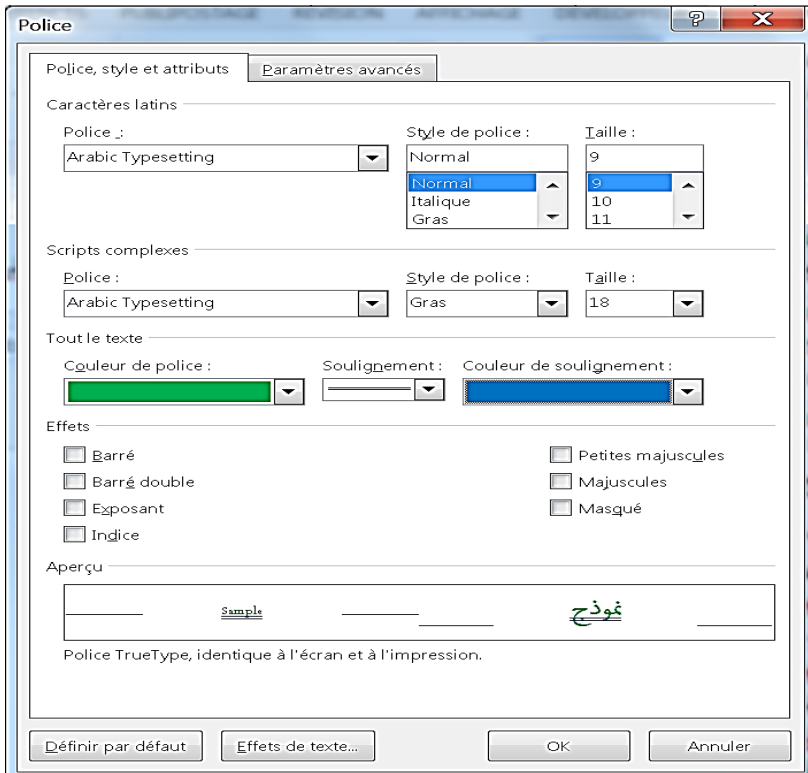 PUBLIPOSTAGE RÉVISION AFFICHAGE
Police
Police, style et attributs Paramètres avancés
Caractères latins
Police : Style de police : Taille :
Arabic Typesetting Normal 9
Normal 9
Italique 10
Gras 11
Scripts complexes
Police : Style de police : Taille :
Arabic Typesetting Gras 18
Tout le texte
Couleur de police : Soulignement : Couleur de soulignement :
Effets
Barré Petites majuscules
Barré double Majuscules
Exposant Masqué
Indice
Aperçu
Sample نموذج
Police TrueType, identique à l'écran et à l'impression.
Définir par défaut Effets de texte... OK Annuler